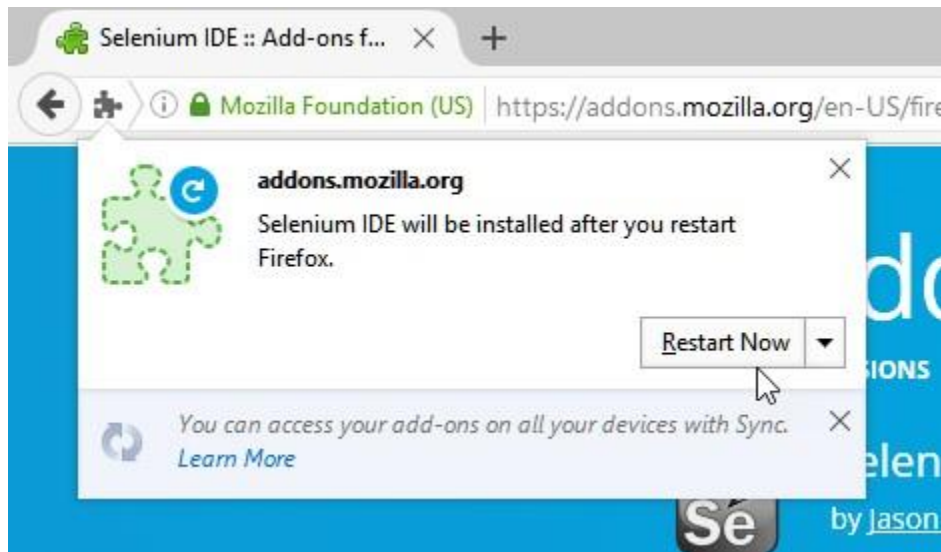 Selenium IDE :: Add-ons f...
Mozilla Foundation (US) https://addons.mozilla.org/en-US/fire
addons.mozilla.org
Selenium IDE will be installed after you restart
Firefox.
Restart Now
IONS
You can access your add-ons on all your devices with Sync.
Learn More
elen
Se
by Jason